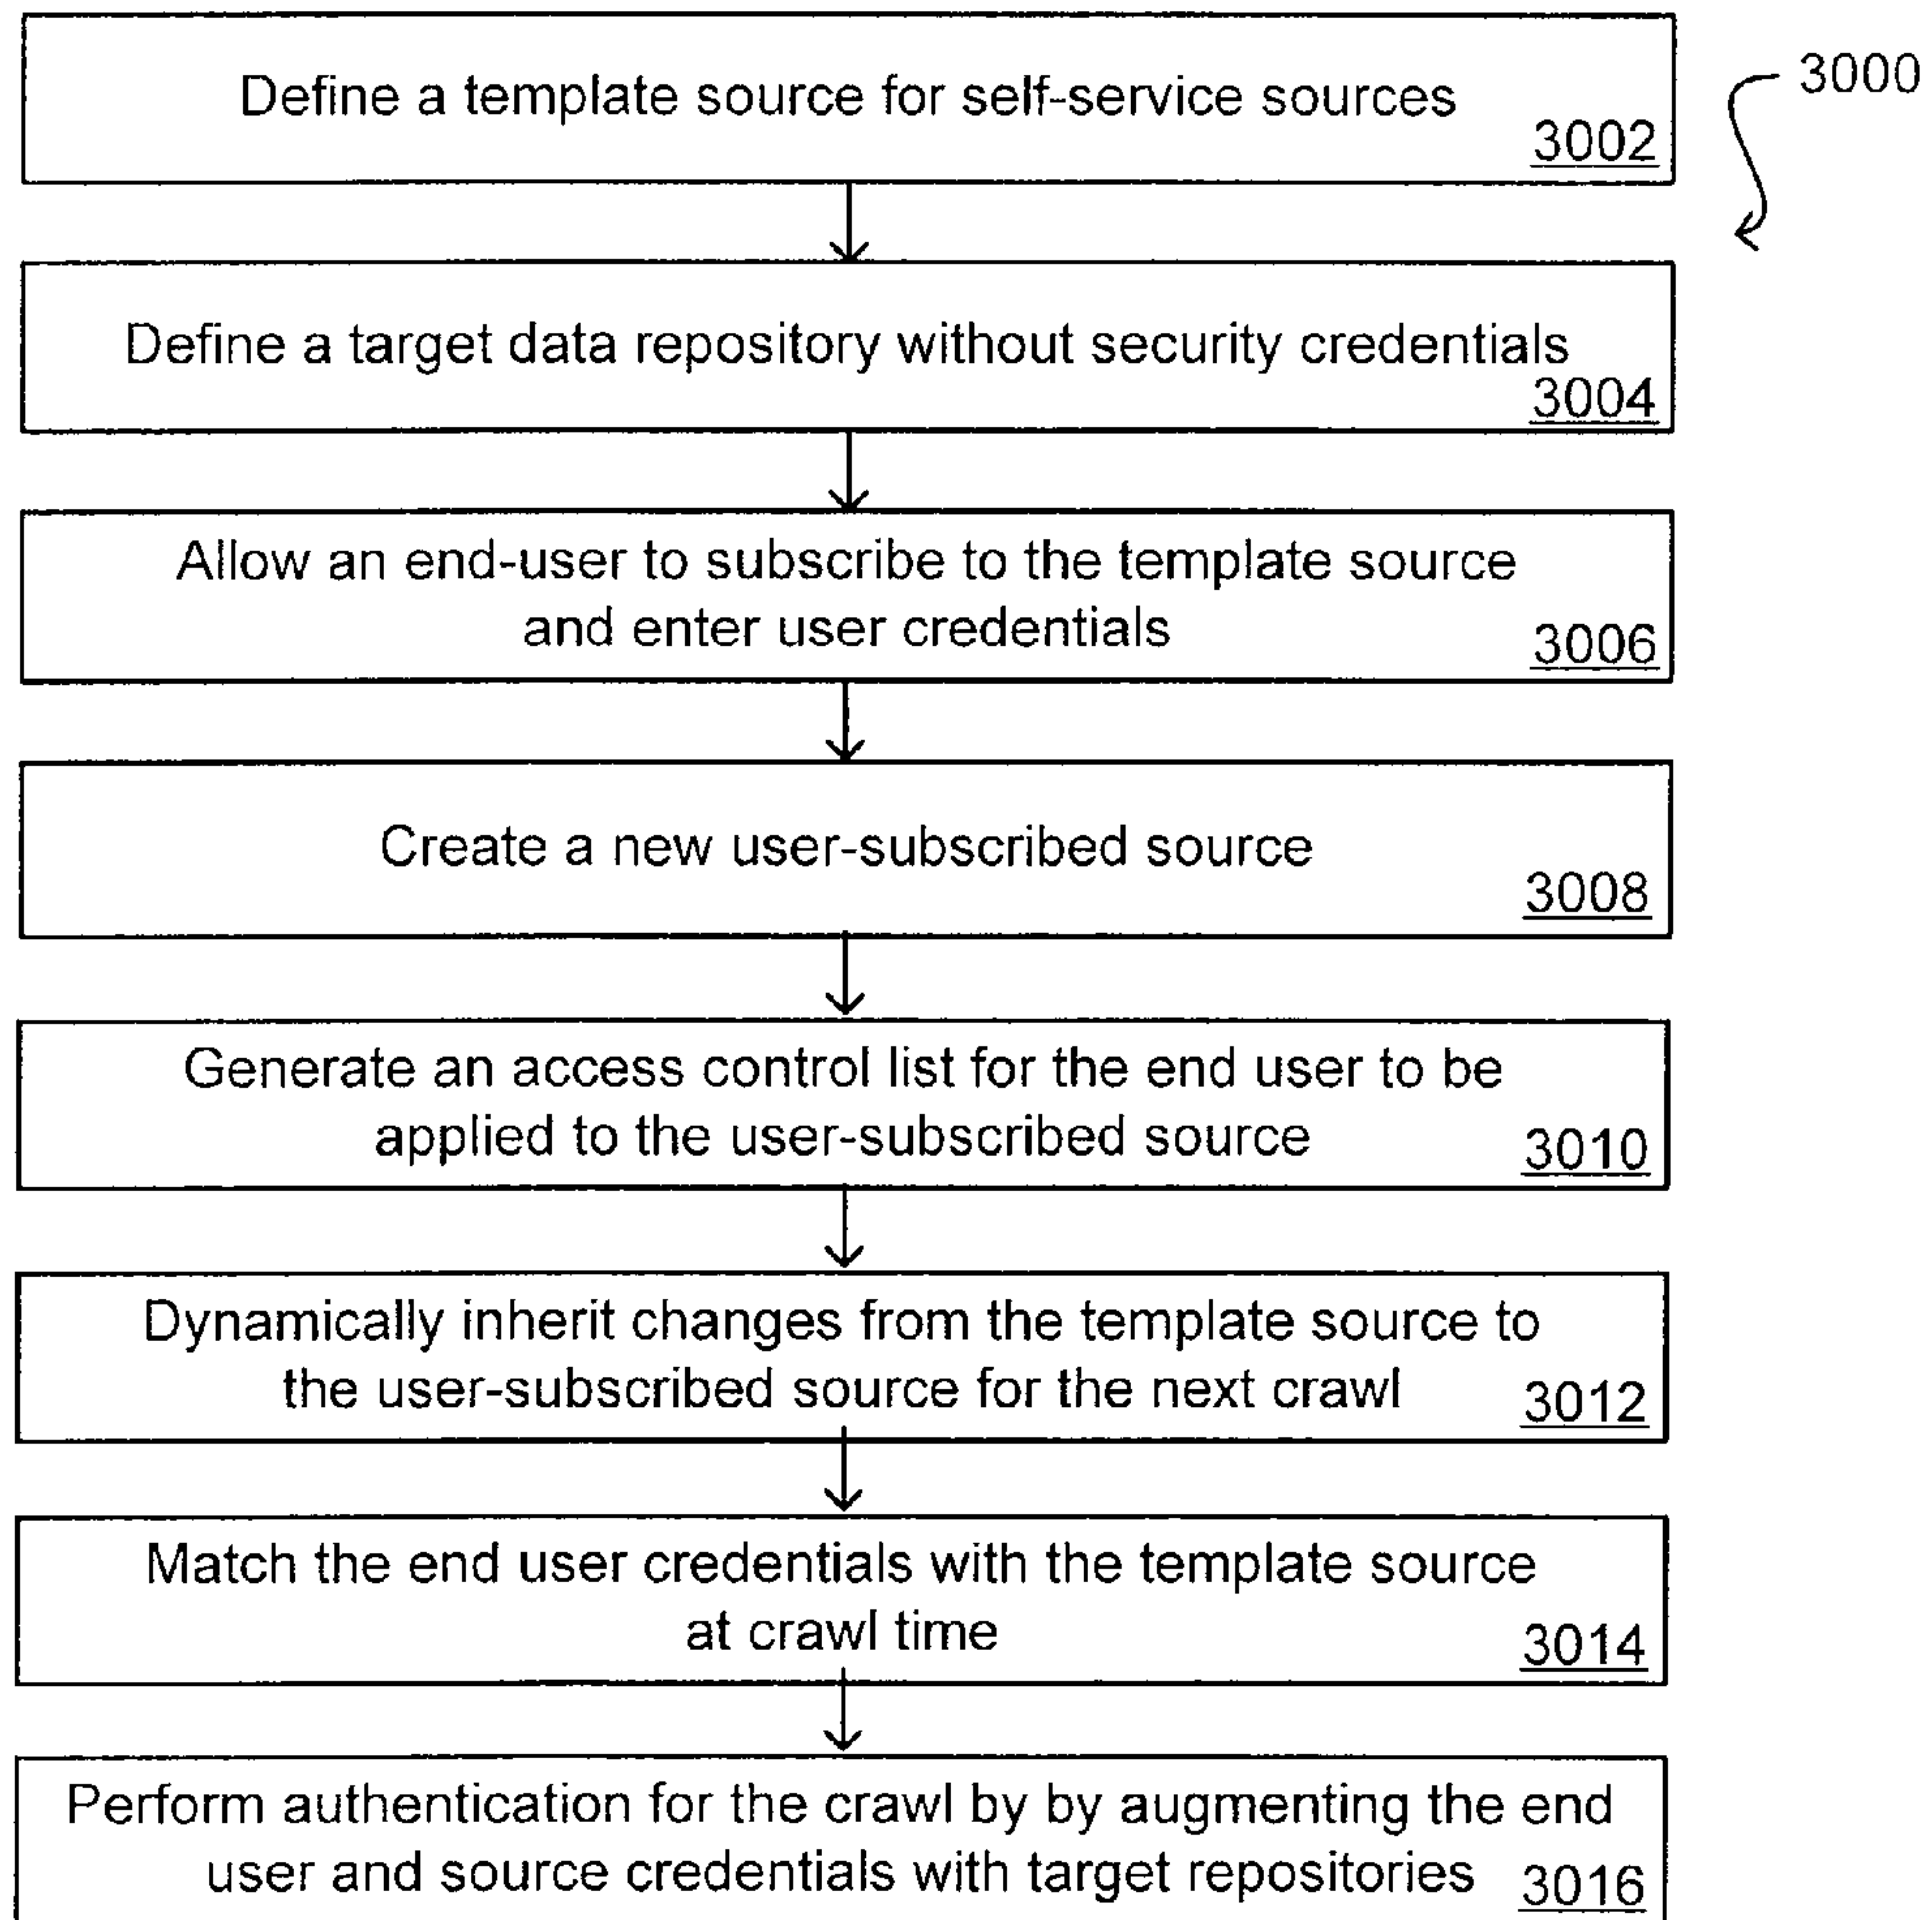 Define a template source for self-service sources
3002
3000
Define a target data repository without security credentials
3004
Allow an end-user to subscribe to the template source
and enter user credentials
3006
Create a new user-subscribed source
3008
Generate an access control list for the end user to be
applied to the user-subscribed source
3010
Dynamically inherit changes from the template source to
the user-subscribed source for the next crawl
3012
Match the end user credentials with the template source
at crawl time
3014
Perform authentication for the crawl by by augmenting the end
user and source credentials with target repositories
3016